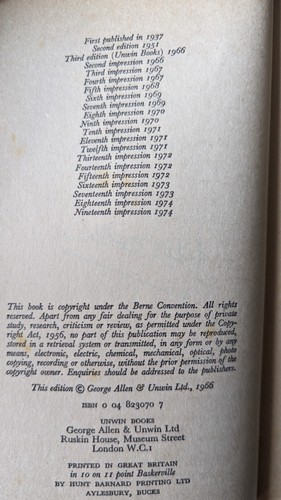 First published in 1937
Second edition 1951
Third edition (Unwin Books) 1966
Second impression 1966
Third impression 1967
Fourth impression 1967
Fifth impression 1968
Sixth impression 1969
Seventh impression 1969
Eighth impression 1970
Ninth impression 1970
Tenth impression 1971
Eleventh impression 1971
Twelfth impression 1971
Thirteenth impression 1972
Fourteenth impression 1972
Fifteenth impression 1972
Sixteenth impression 1973
Seventeenth impression 1973
Eighteenth impression 1974
Nineteenth impression 1974
This book is copyright under the Berne Convention. All rights
reserved. Apart from any fair dealing for the purpose of private
study, research, criticism or review, as permitted under the Copy-
right Act, 1956, no part of this publication may be reproduced,
stored in a retrieval system or transmitted, in any form or by any
means, electronic, electric, chemical, mechanical, optical, photo
copying, recording or otherwise, without the prior permission of the
copyright owner. Enquiries should be addressed to the publishers.
This edition © George Allen & Unwin Ltd., 1966
ISBN 0 04 823070 7
UNWIN BOOKS
George Allen & Unwin Ltd
Ruskin House, Museum Street
London W.C.1
PRINTED IN GREAT BRITAIN
in 10 on 11 point Baskerville
BY HUNT BARNARD PRINTING LTD
AYLESBURY, BUCKS